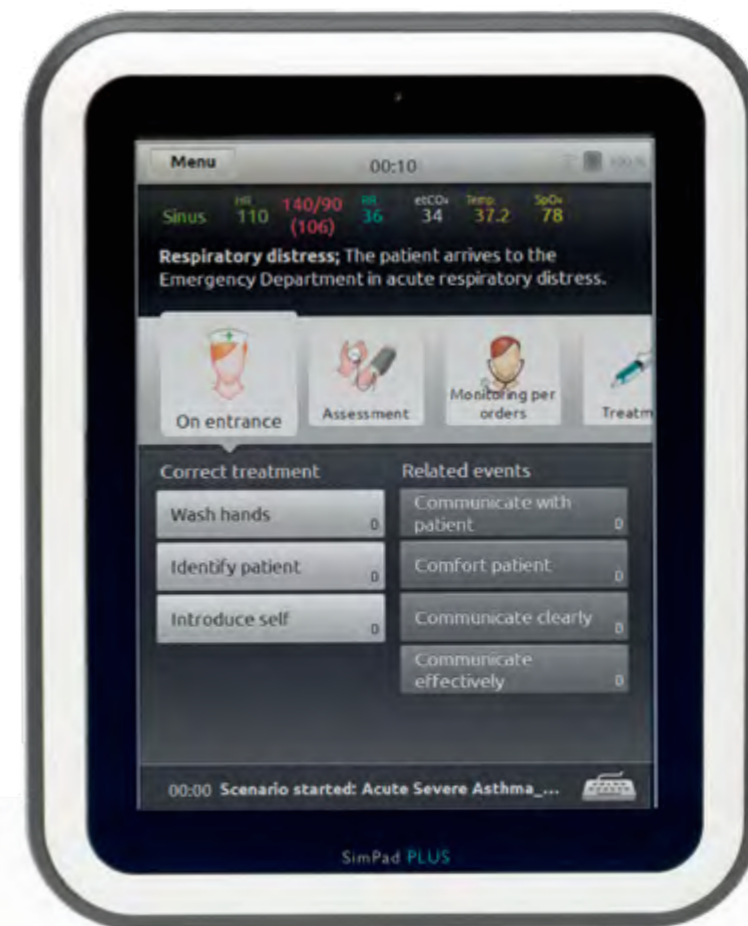 Menu 00:10 100%
HR RR etCO₂ Temp SpO₂
Sinus 110 140/90 36 34 37.2 78
(106)
Respiratory distress; The patient arrives to the
Emergency Department in acute respiratory distress.
On entrance
Assessment
Monitoring per
orders
Treatm
Correct treatment
Related events
Wash hands 0
Identify patient 0
Introduce self 0
Communicate with
patient 0
Comfort patient 0
Communicate clearly 0
Communicate
effectively 0
00:00 Scenario started: Acute Severe Asthma_...
SimPad PLUS